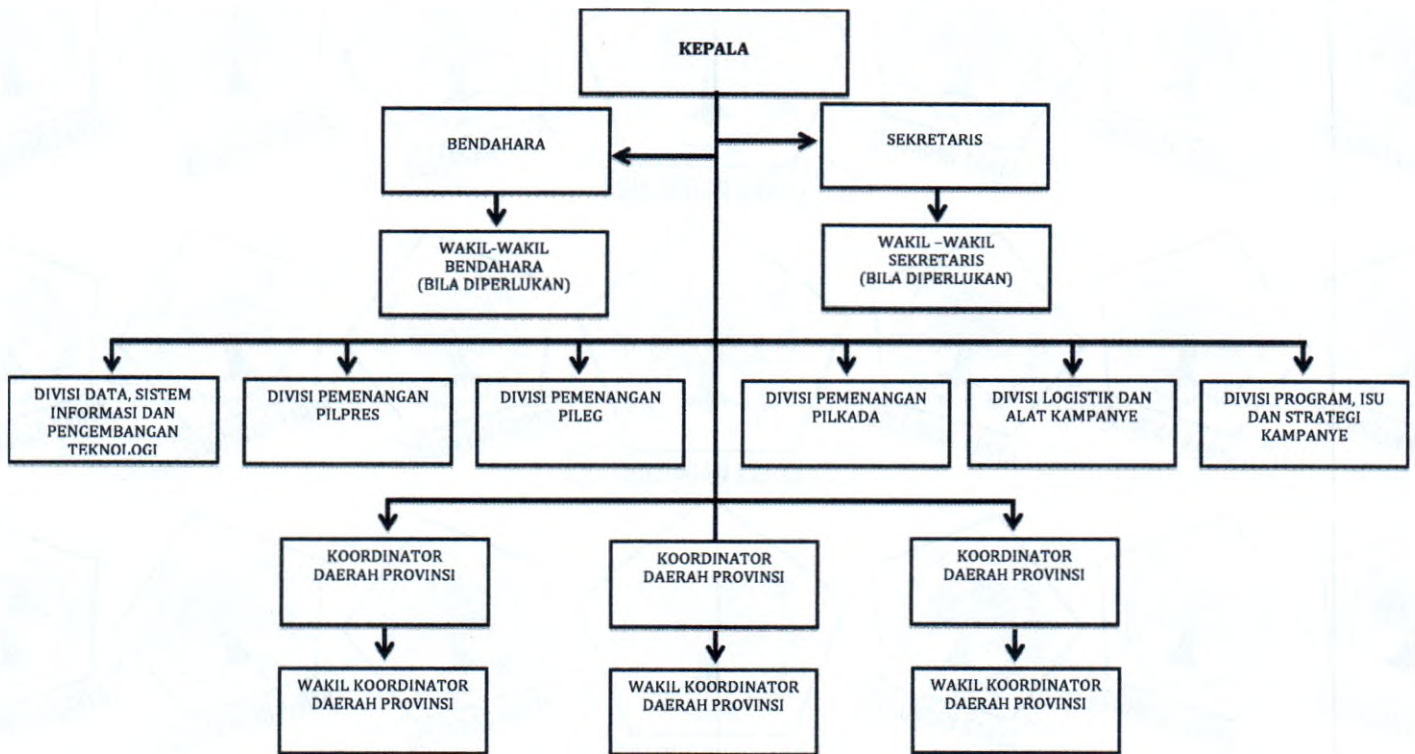 KEPALA
BENDAHARA
SEKRETARIS
WAKIL-WAKIL
BENDAHARA
(BILA DIPERLUKAN)
WAKIL –WAKIL
SEKRETARIS
(BILA DIPERLUKAN)
DIVISI DATA, SISTEM
INFORMASI DAN
PENGEMBANGAN
TEKNOLOGI
DIVISI PEMENANGAN
PILPRES
DIVISI PEMENANGAN
PILEG
DIVISI PEMENANGAN
PILKADA
DIVISI LOGISTIK DAN
ALAT KAMPANYE
DIVISI PROGRAM, ISU
DAN STRATEGI
KAMPANYE
KOORDINATOR
DAERAH PROVINSI
KOORDINATOR
DAERAH PROVINSI
KOORDINATOR
DAERAH PROVINSI
WAKIL KOORDINATOR
DAERAH PROVINSI
WAKIL KOORDINATOR
DAERAH PROVINSI
WAKIL KOORDINATOR
DAERAH PROVINSI